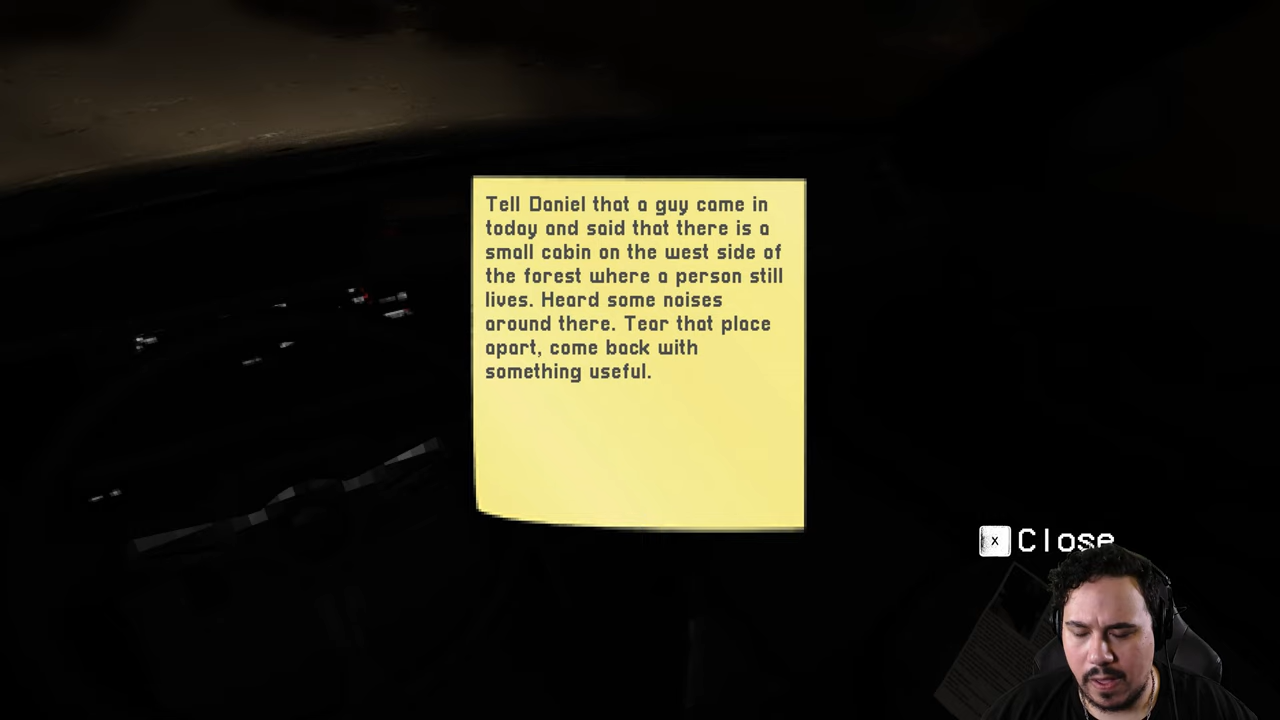 Tell Daniel that a guy came in
today and said that there is a
small cabin on the west side of
the forest where a person still
lives. Heard some noises
around there. Tear that place
apart, come back with
something useful.
x Close